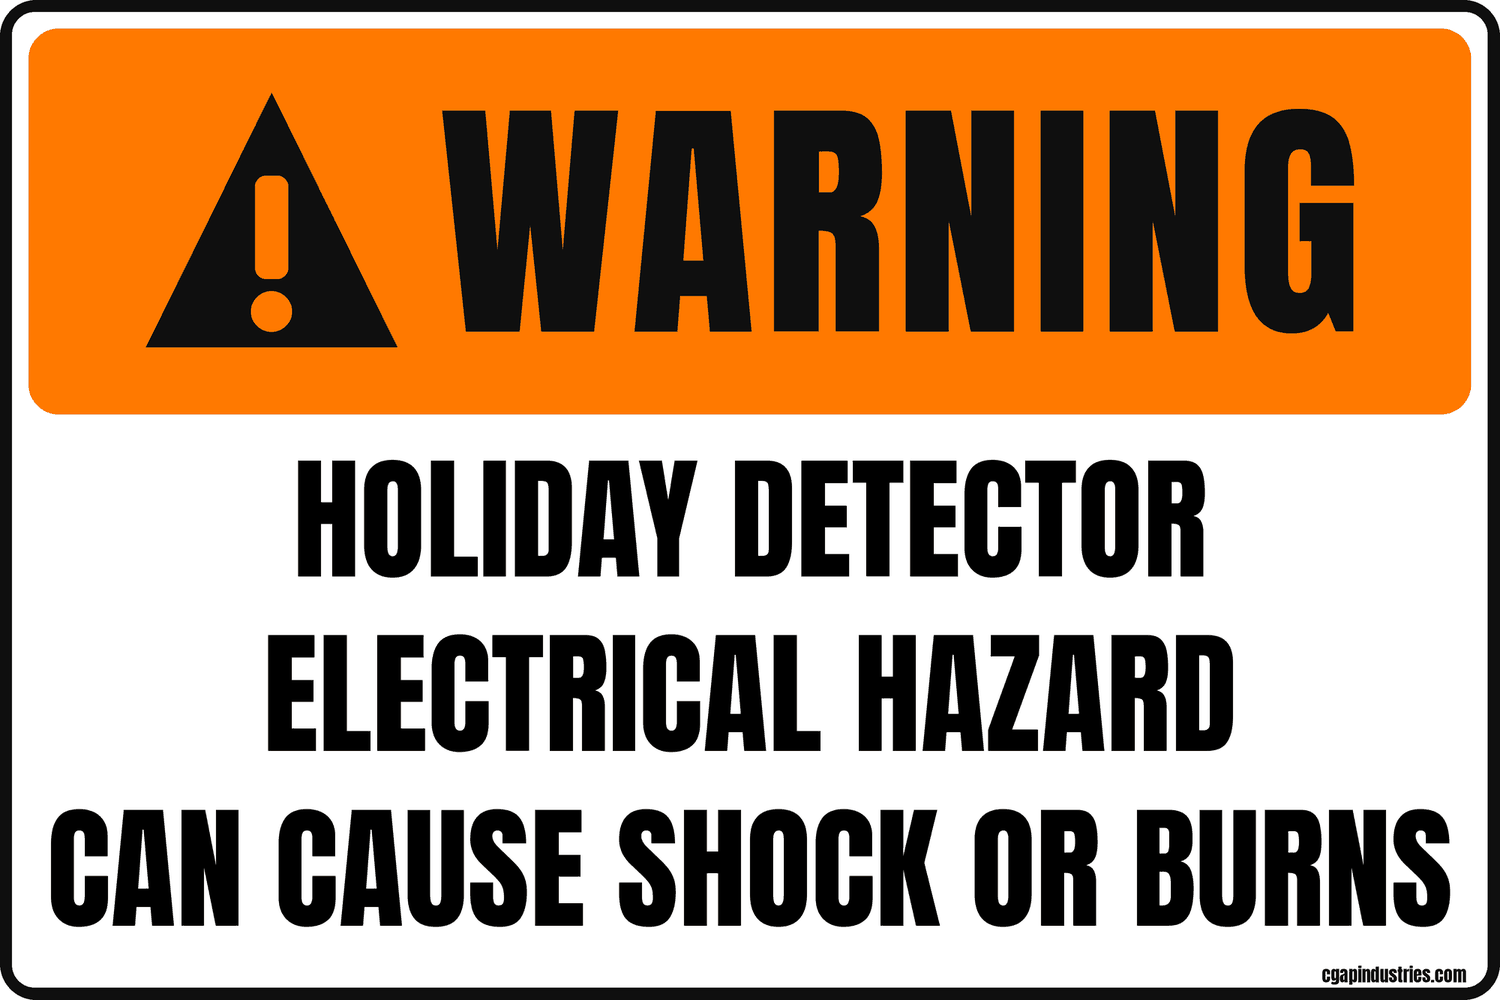 WARNING
HOLIDAY DETECTOR
ELECTRICAL HAZARD
CAN CAUSE SHOCK OR BURNS
cgapindustries.com